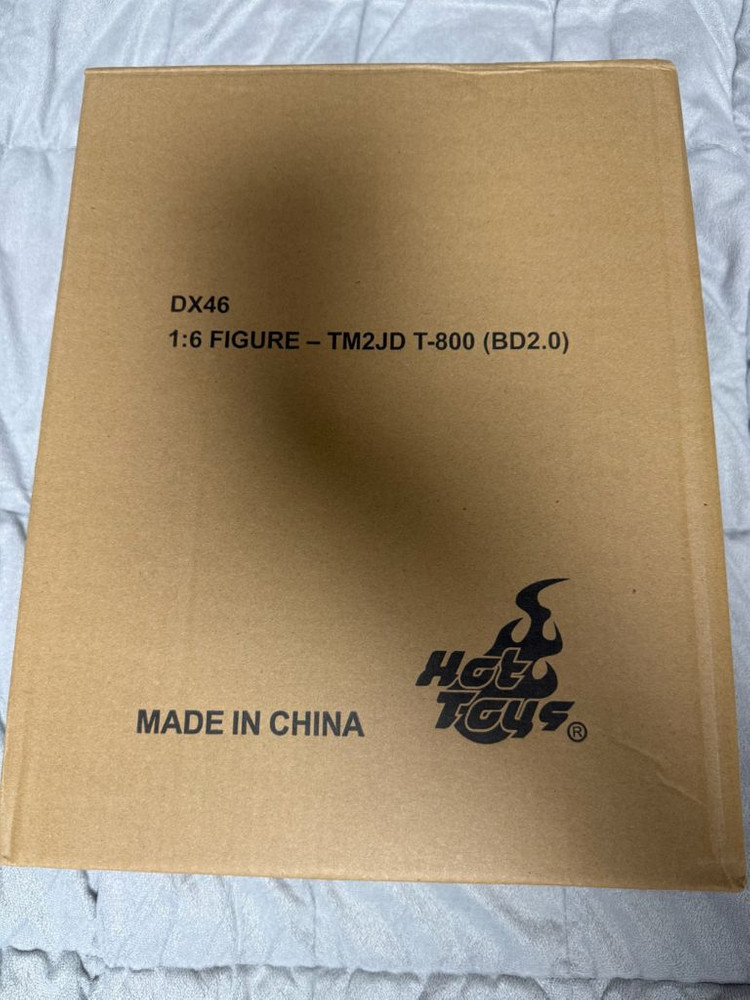 DX46
1:6 FIGURE – TM2JD T-800 (BD2.0)
Hot
Toys®
MADE IN CHINA